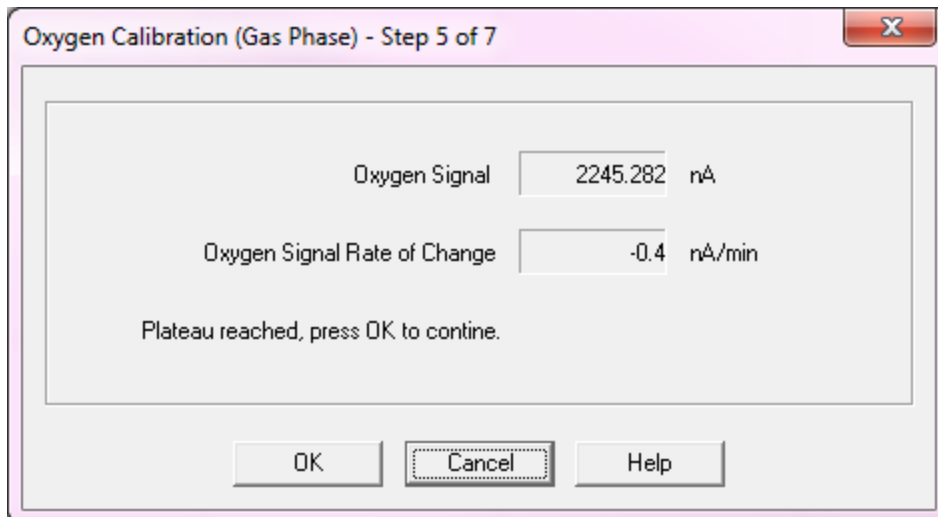 Oxygen Calibration (Gas Phase) - Step 5 of 7
Oxygen Signal 2245.282 nA
Oxygen Signal Rate of Change -0.4 nA/min
Plateau reached, press OK to contine.
OK Cancel Help